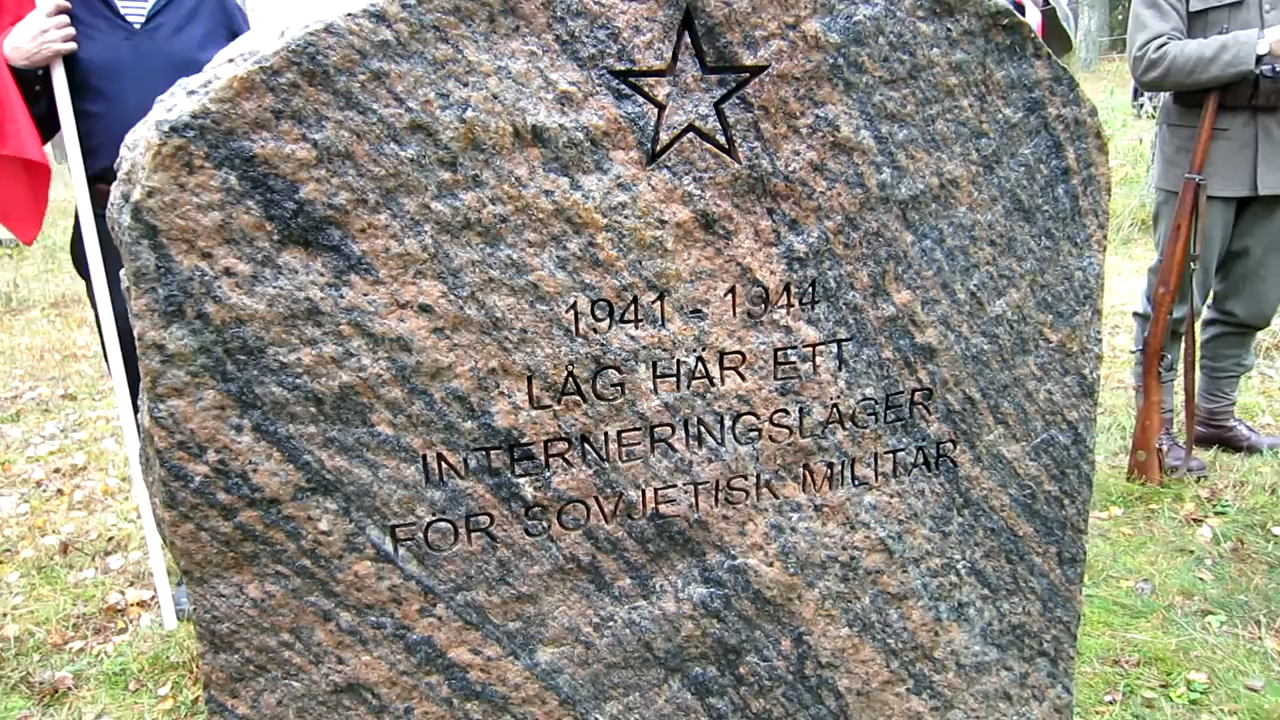 1941 - 1944
LÅG HÄR ETT
INTERNERINGSLÄGER
FÖR SOVJETISK MILITÄR